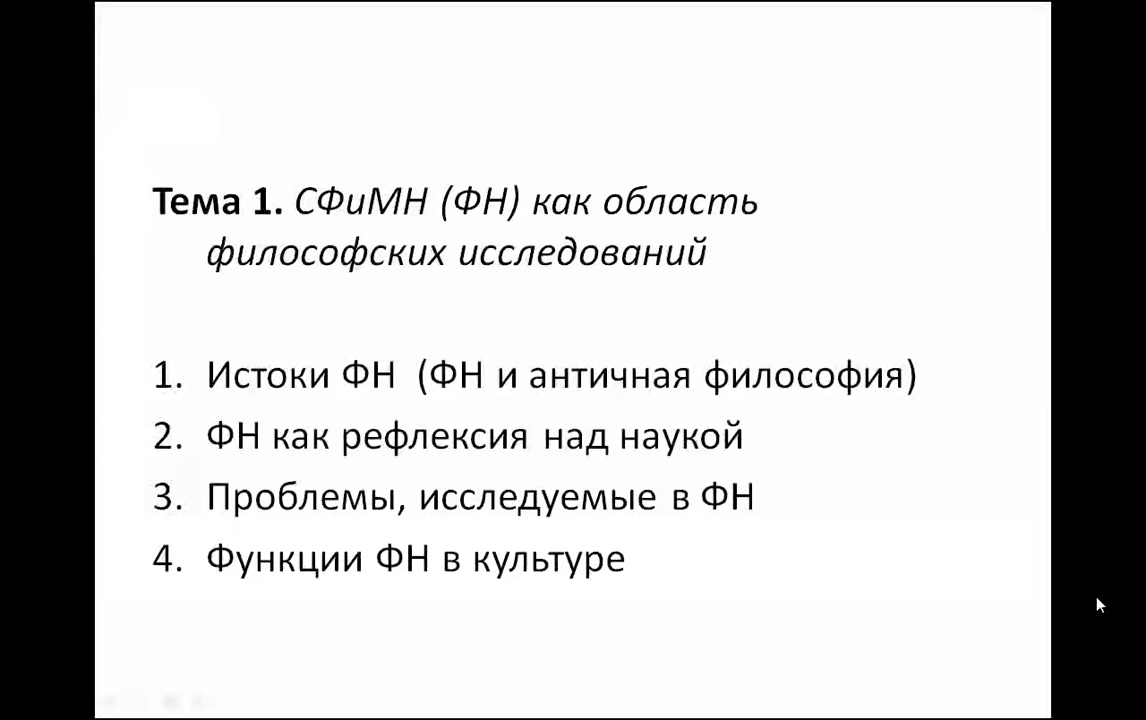 Тема 1. СФиМН (ФН) как область
философских исследований
1. Истоки ФН (ФН и античная философия)
2. ФН как рефлексия над наукой
3. Проблемы, исследуемые в ФН
4. Функции ФН в культуре